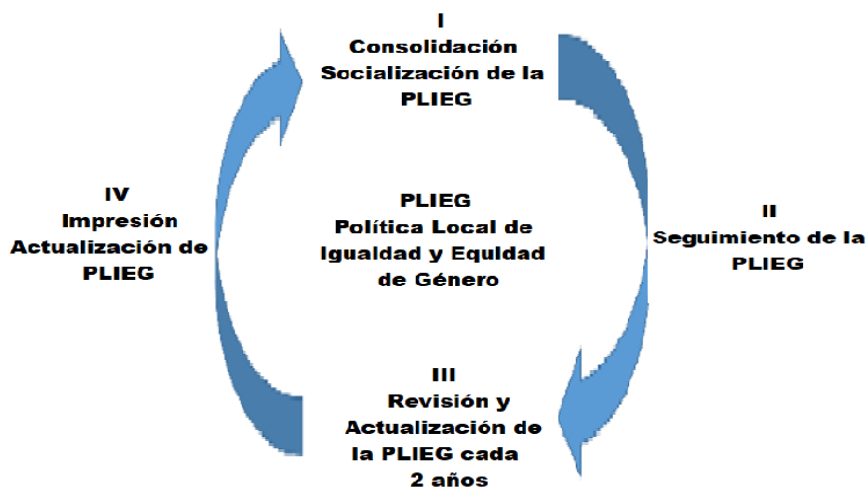 I
Consolidación
Socialización de la
PLIEG
IV
Impresión
Actualización de
PLIEG
PLIEG
Política Local de
Igualdad y Equidad
de Género
II
Seguimiento de la
PLIEG
III
Revisión y
Actualización de
la PLIEG cada
2 años